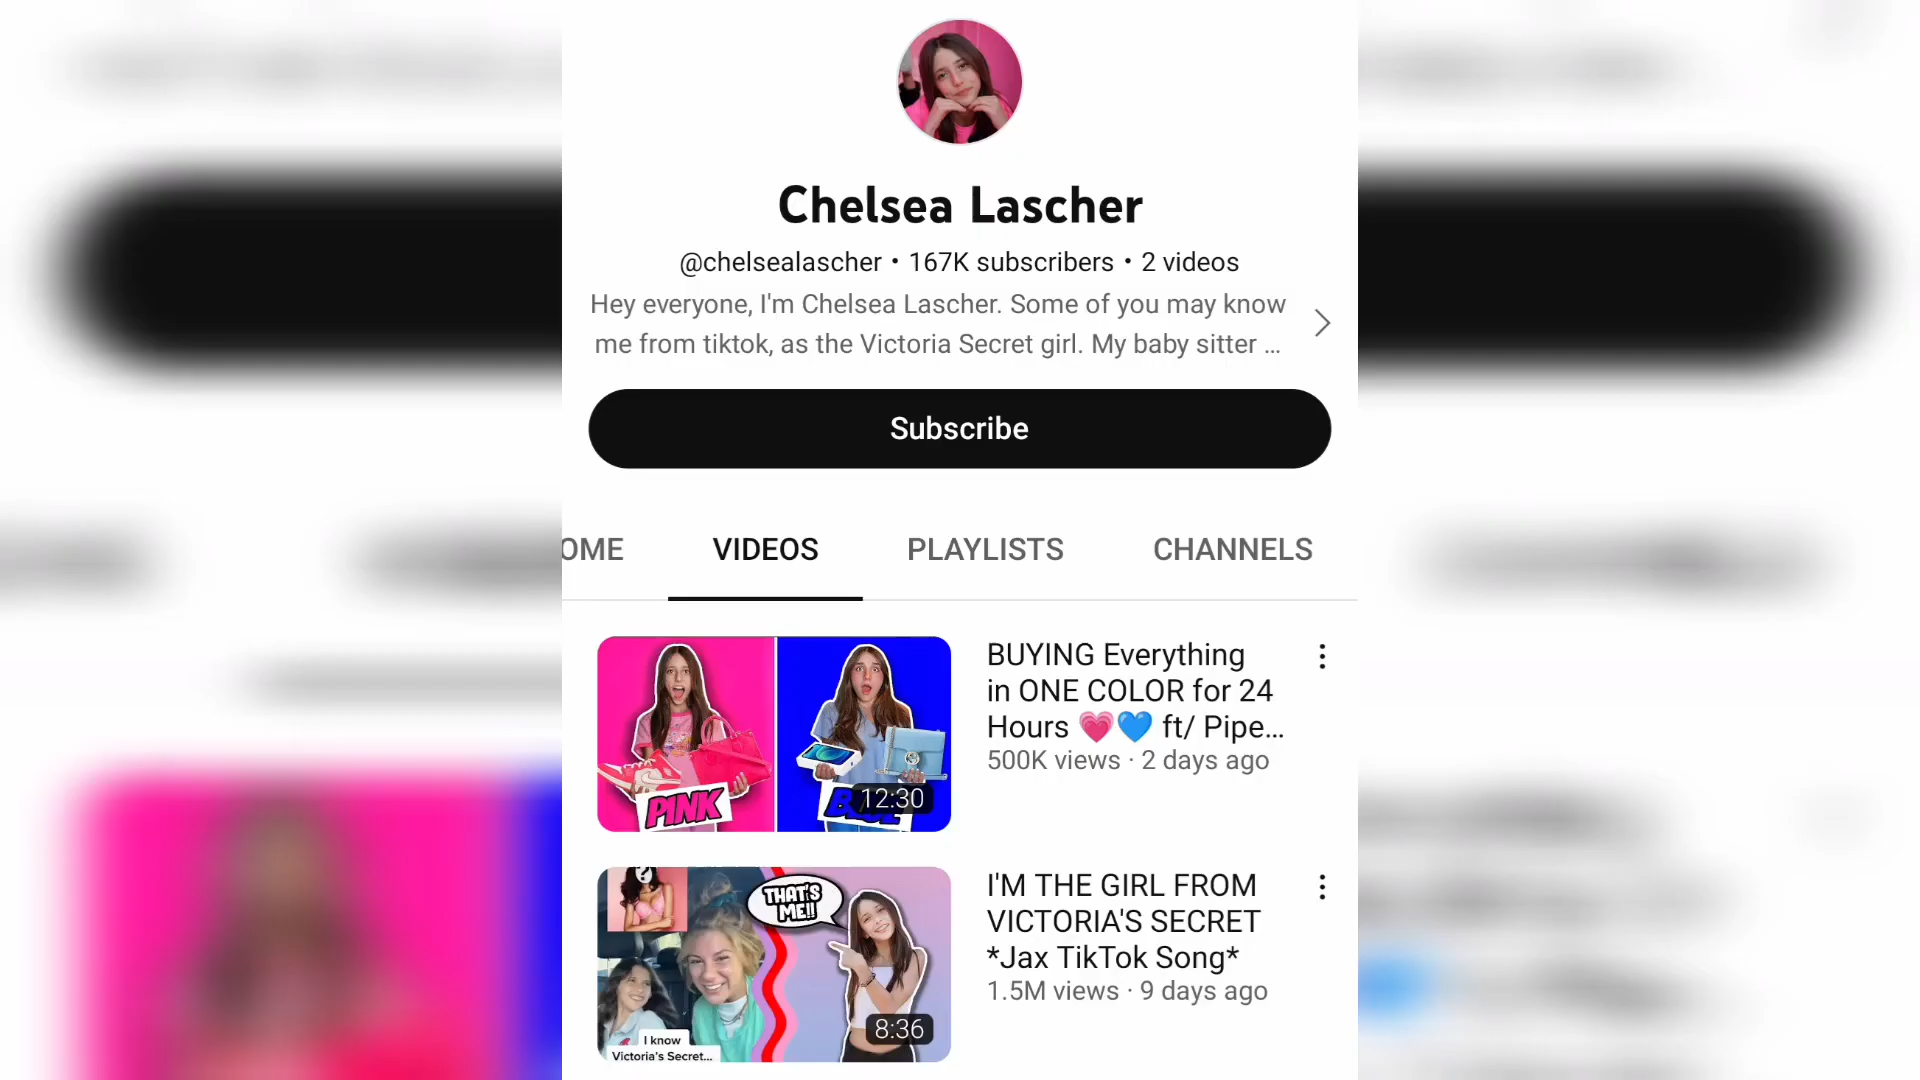 Chelsea Lascher
@chelsealascher • 167K subscribers • 2 videos
Hey everyone, I'm Chelsea Lascher. Some of you may know
me from tiktok, as the Victoria Secret girl. My baby sitter ...
Subscribe
OME VIDEOS PLAYLISTS CHANNELS
PINK
BLUE
12:30
BUYING Everything
in ONE COLOR for 24
Hours 💗💙 ft/ Pipe...
500K views · 2 days ago
THAT'S
ME!!
I know
Victoria's Secret...
8:36
I'M THE GIRL FROM
VICTORIA'S SECRET
*Jax TikTok Song*
1.5M views · 9 days ago